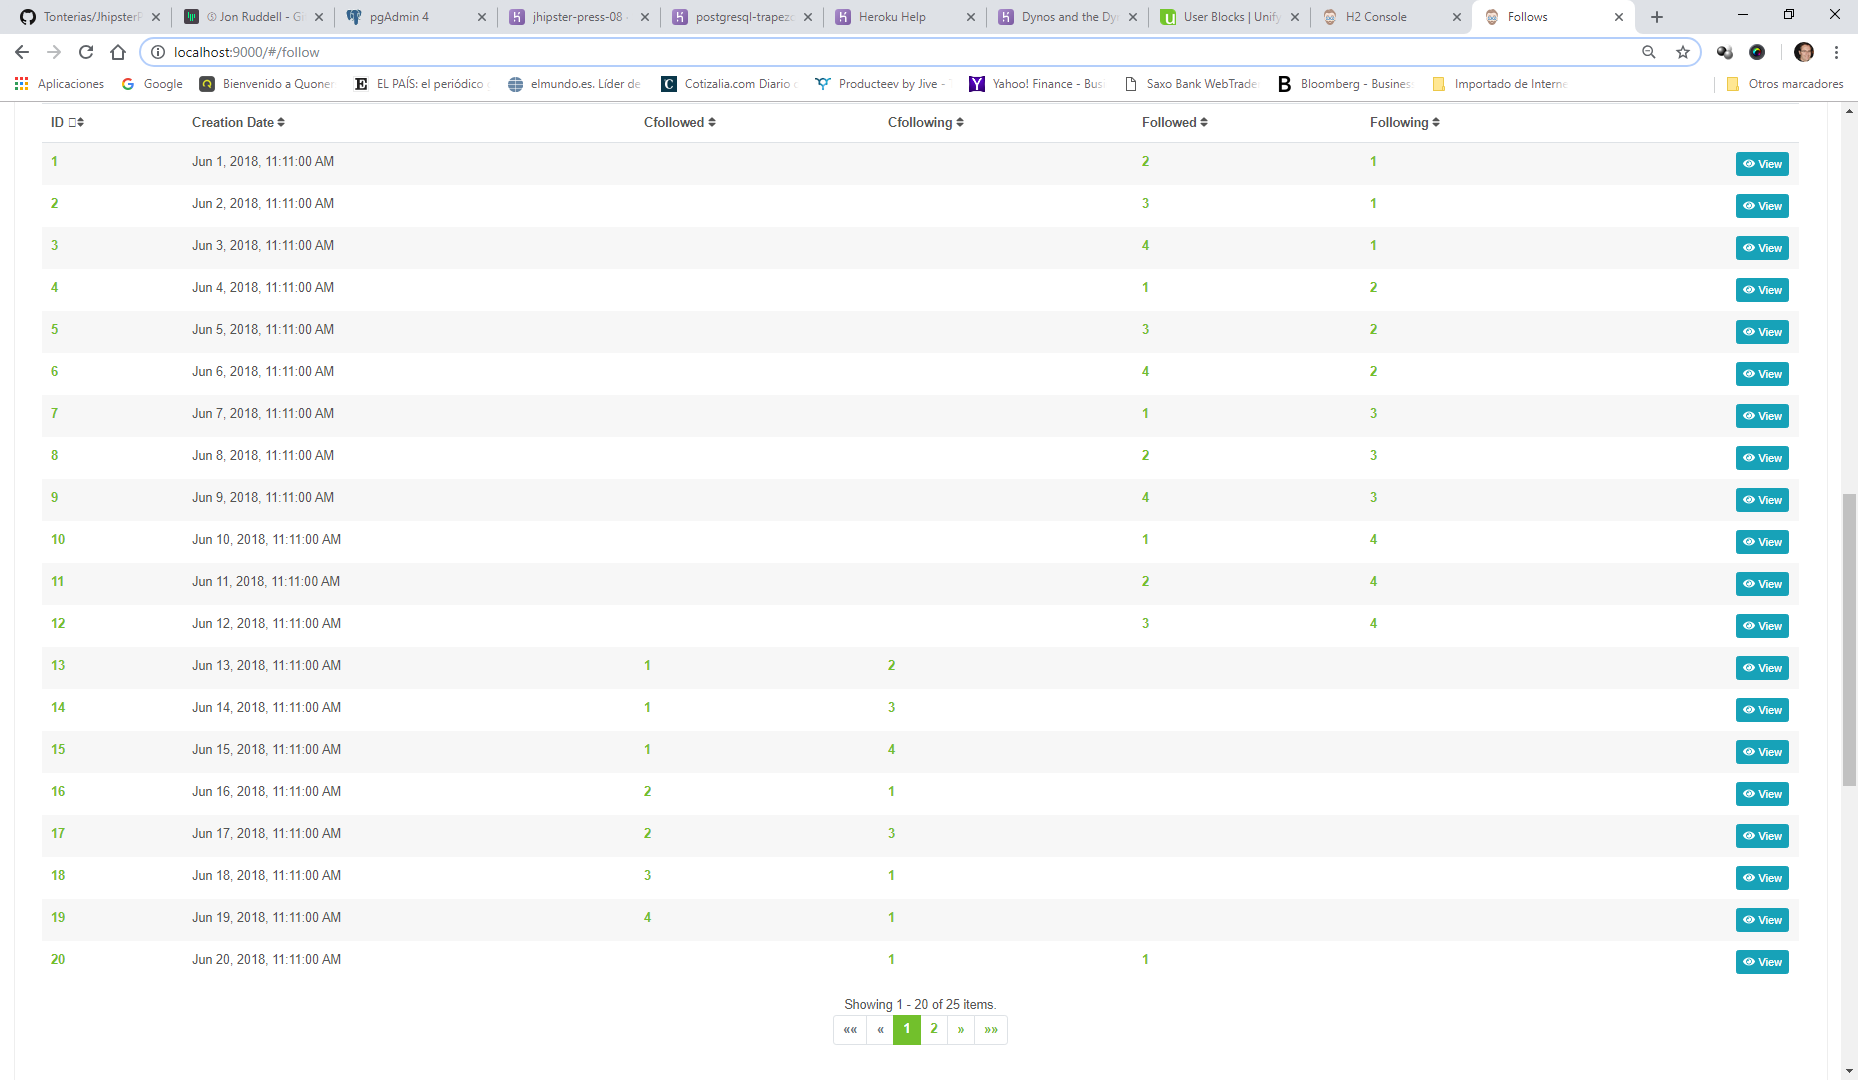 Tonterias/JhipsterP
Jon Ruddell - Gi
pgAdmin 4
jhipster-press-08
postgresql-trapezo
Heroku Help
Dynos and the Dy
User Blocks | Unify
H2 Console
Follows
localhost:9000/#/follow
Aplicaciones
Google
Bienvenido a Quoner
EL PAÍS: el periódico
elmundo.es. Líder de
Cotizalia.com Diario
Producteev by Jive -
Yahoo! Finance - Bus
Saxo Bank WebTrade
Bloomberg - Busines
Importado de Interne
Otros marcadores
ID Creation Date Cfollowed Cfollowing Followed Following
1 Jun 1, 2018, 11:11:00 AM 2 1 View
2 Jun 2, 2018, 11:11:00 AM 3 1 View
3 Jun 3, 2018, 11:11:00 AM 4 1 View
4 Jun 4, 2018, 11:11:00 AM 1 2 View
5 Jun 5, 2018, 11:11:00 AM 3 2 View
6 Jun 6, 2018, 11:11:00 AM 4 2 View
7 Jun 7, 2018, 11:11:00 AM 1 3 View
8 Jun 8, 2018, 11:11:00 AM 2 3 View
9 Jun 9, 2018, 11:11:00 AM 4 3 View
10 Jun 10, 2018, 11:11:00 AM 1 4 View
11 Jun 11, 2018, 11:11:00 AM 2 4 View
12 Jun 12, 2018, 11:11:00 AM 3 4 View
13 Jun 13, 2018, 11:11:00 AM 1 2 View
14 Jun 14, 2018, 11:11:00 AM 1 3 View
15 Jun 15, 2018, 11:11:00 AM 1 4 View
16 Jun 16, 2018, 11:11:00 AM 2 1 View
17 Jun 17, 2018, 11:11:00 AM 2 3 View
18 Jun 18, 2018, 11:11:00 AM 3 1 View
19 Jun 19, 2018, 11:11:00 AM 4 1 View
20 Jun 20, 2018, 11:11:00 AM 1 1 View
Showing 1 - 20 of 25 items.
«« « 1 2 » »»